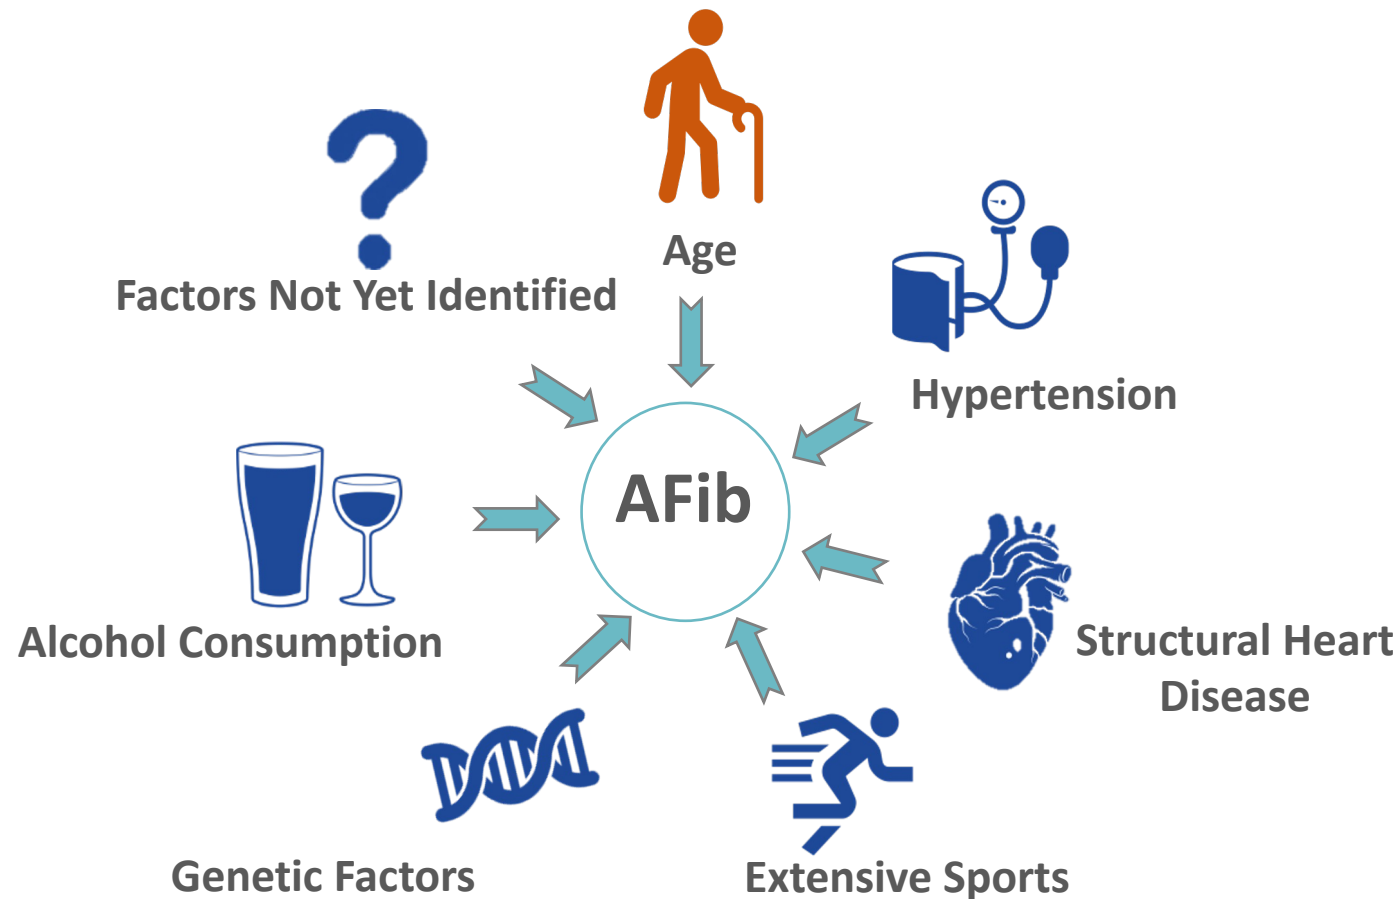 Age
Factors Not Yet Identified
Hypertension
AFib
Alcohol Consumption
Structural Heart
Disease
Genetic Factors
Extensive Sports